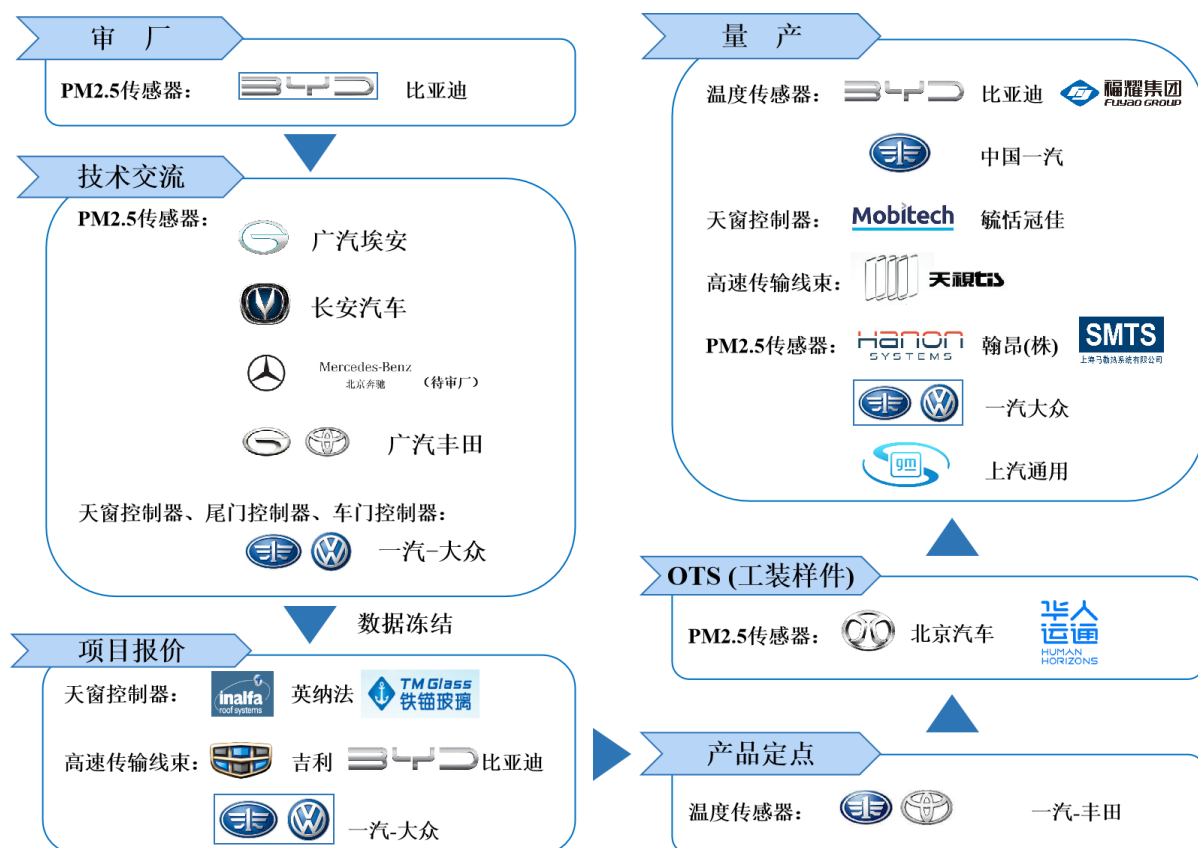 审 厂
PM2.5传感器： BYD 比亚迪
技术交流
PM2.5传感器：
广汽埃安
长安汽车
Mercedes-Benz
北京奔驰 （待审厂）
广汽丰田
天窗控制器、尾门控制器、车门控制器：
一汽-大众
数据冻结
项目报价
天窗控制器： inalfa roof systems 英纳法 TM Glass 铁锚玻璃
高速传输线束： 吉利 BYD 比亚迪
一汽-大众
量 产
温度传感器： BYD 比亚迪 福耀集团 FUYAO GROUP
中国一汽
天窗控制器： Mobitech 毓恬冠佳
高速传输线束： 天視tis
PM2.5传感器： Hanon SYSTEMS 翰昂(株) SMTS 上海马勒热系统有限公司
一汽大众
gm 上汽通用
OTS (工装样件)
PM2.5传感器： 北京汽车 华人运通 HUMAN HORIZONS
产品定点
温度传感器： 一汽-丰田